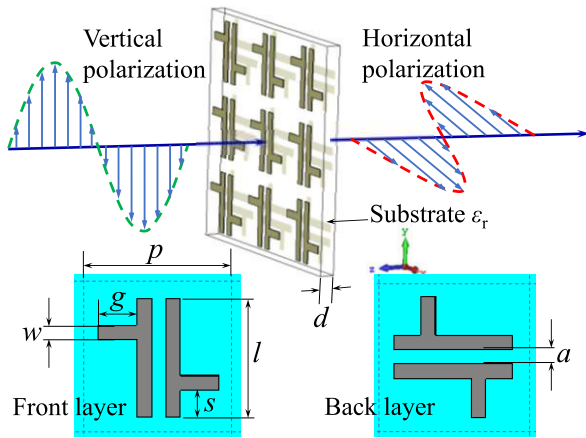 Vertical
polarization
Horizontal
polarization
Substrate εr
y
z
x
p
d
g
w
l
s
a
Front layer
Back layer